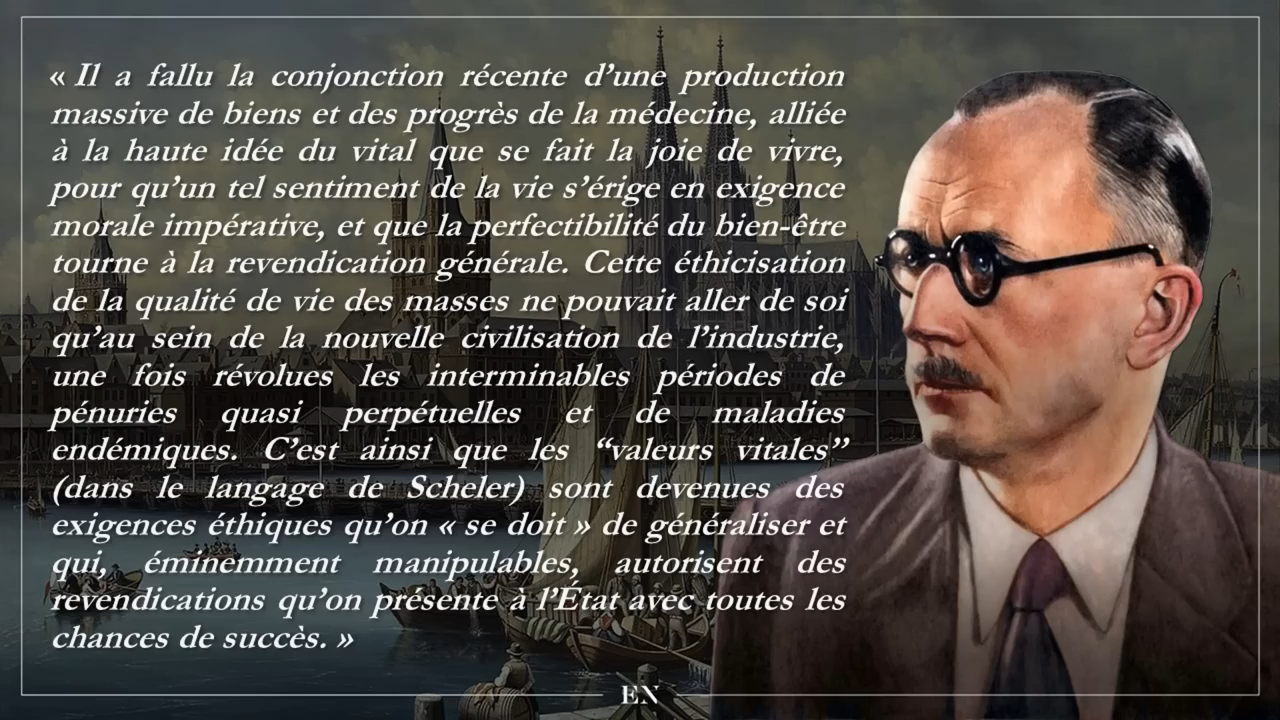 « Il a fallu la conjonction récente d’une production
massive de biens et des progrès de la médecine, alliée
à la haute idée du vital que se fait la joie de vivre,
pour qu’un tel sentiment de la vie s’érige en exigence
morale impérative, et que la perfectibilité du bien-être
tourne à la revendication générale. Cette éthicisation
de la qualité de vie des masses ne pouvait aller de soi
qu’au sein de la nouvelle civilisation de l’industrie,
une fois révolues les interminables périodes de
pénuries quasi perpétuelles et de maladies
endémiques. C’est ainsi que les “valeurs vitales”
(dans le langage de Scheler) sont devenues des
exigences éthiques qu’on « se doit » de généraliser et
qui, éminemment manipulables, autorisent des
revendications qu’on présente à l’État avec toutes les
chances de succès. »
EN